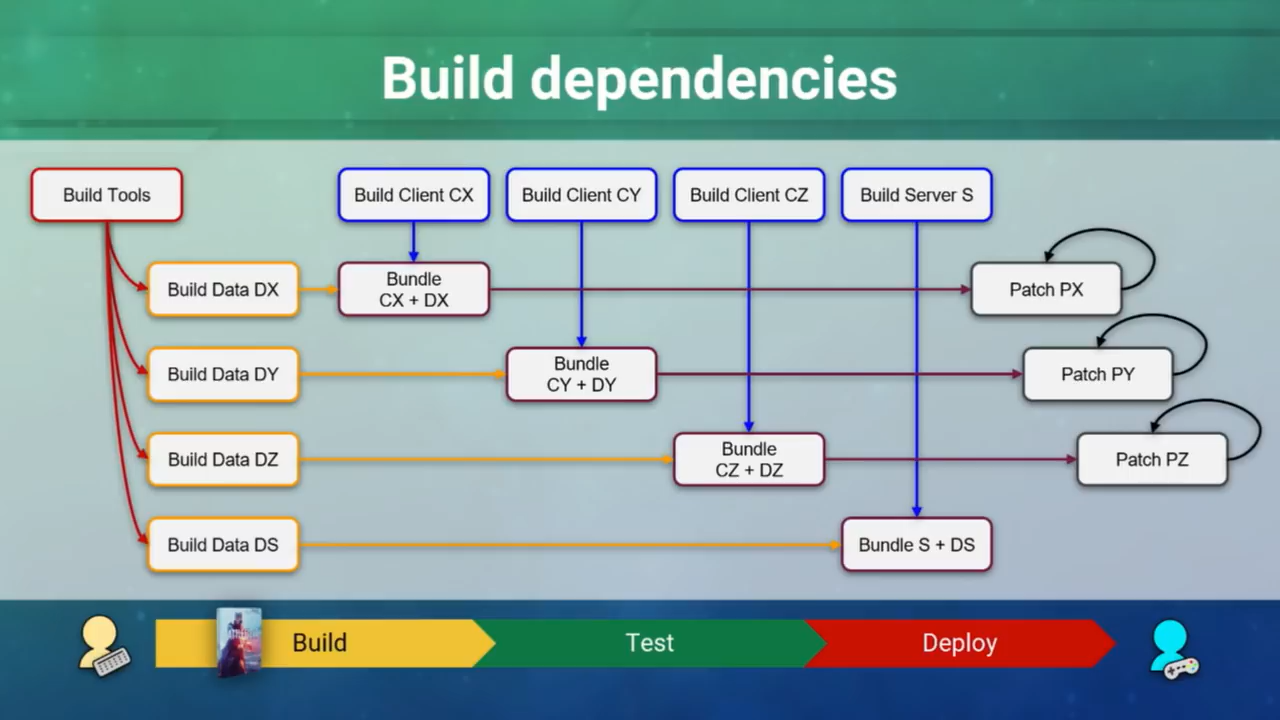 Build dependencies
Build Tools
Build Client CX
Build Client CY
Build Client CZ
Build Server S
Build Data DX
Bundle
CX + DX
Patch PX
Build Data DY
Bundle
CY + DY
Patch PY
Build Data DZ
Bundle
CZ + DZ
Patch PZ
Build Data DS
Bundle S + DS
Build
Test
Deploy